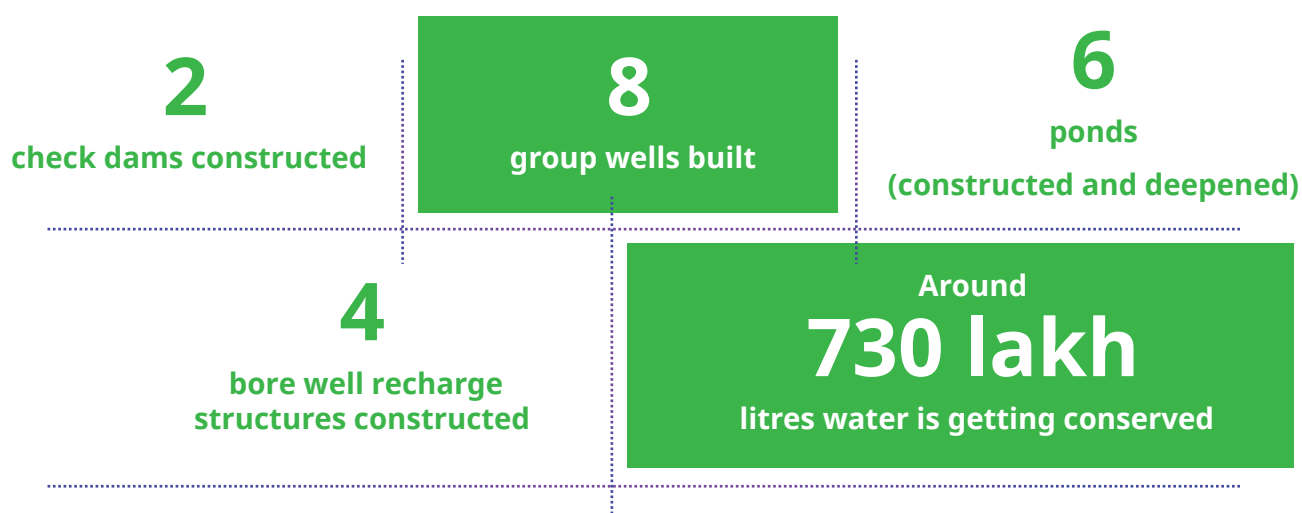 2
check dams constructed
8
group wells built
6
ponds
(constructed and deepened)
4
bore well recharge
structures constructed
Around
730 lakh
litres water is getting conserved